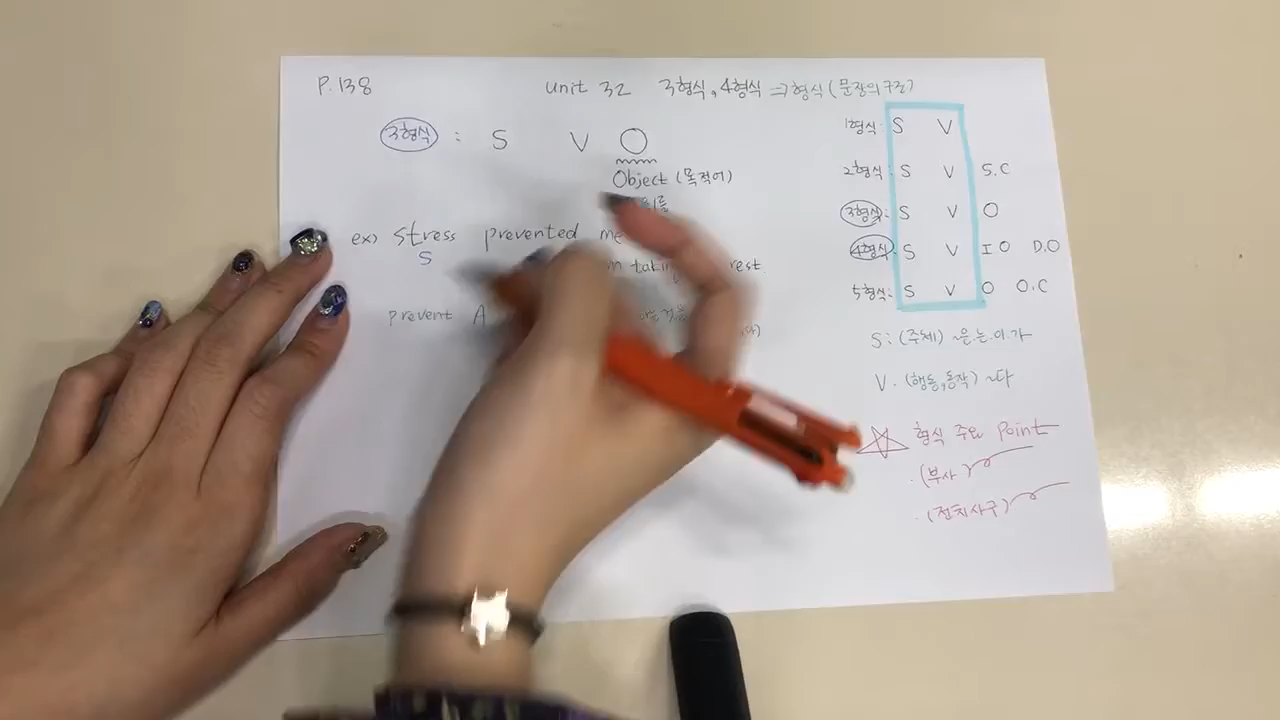 P.138
unit 32 3형식, 4형식 => 형식 (문장의 구조)
3형식 : S V O
Object (목적어)
을/를
ex) stress prevented me
S
taking rest
prevent A
1형식: S V
2형식: S V S.C
3형식: S V O
4형식: S V I O D.O
5형식: S V O O.C
S: (주체) ~은.는.이.가
V. (행동,동작) ~다
형식 주요 Point
. (부사)
. (전치사구)